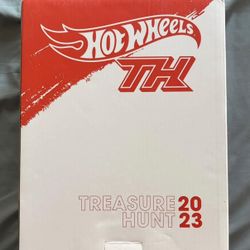 HOT WHEELS
TH
TREASURE 20
HUNT 23